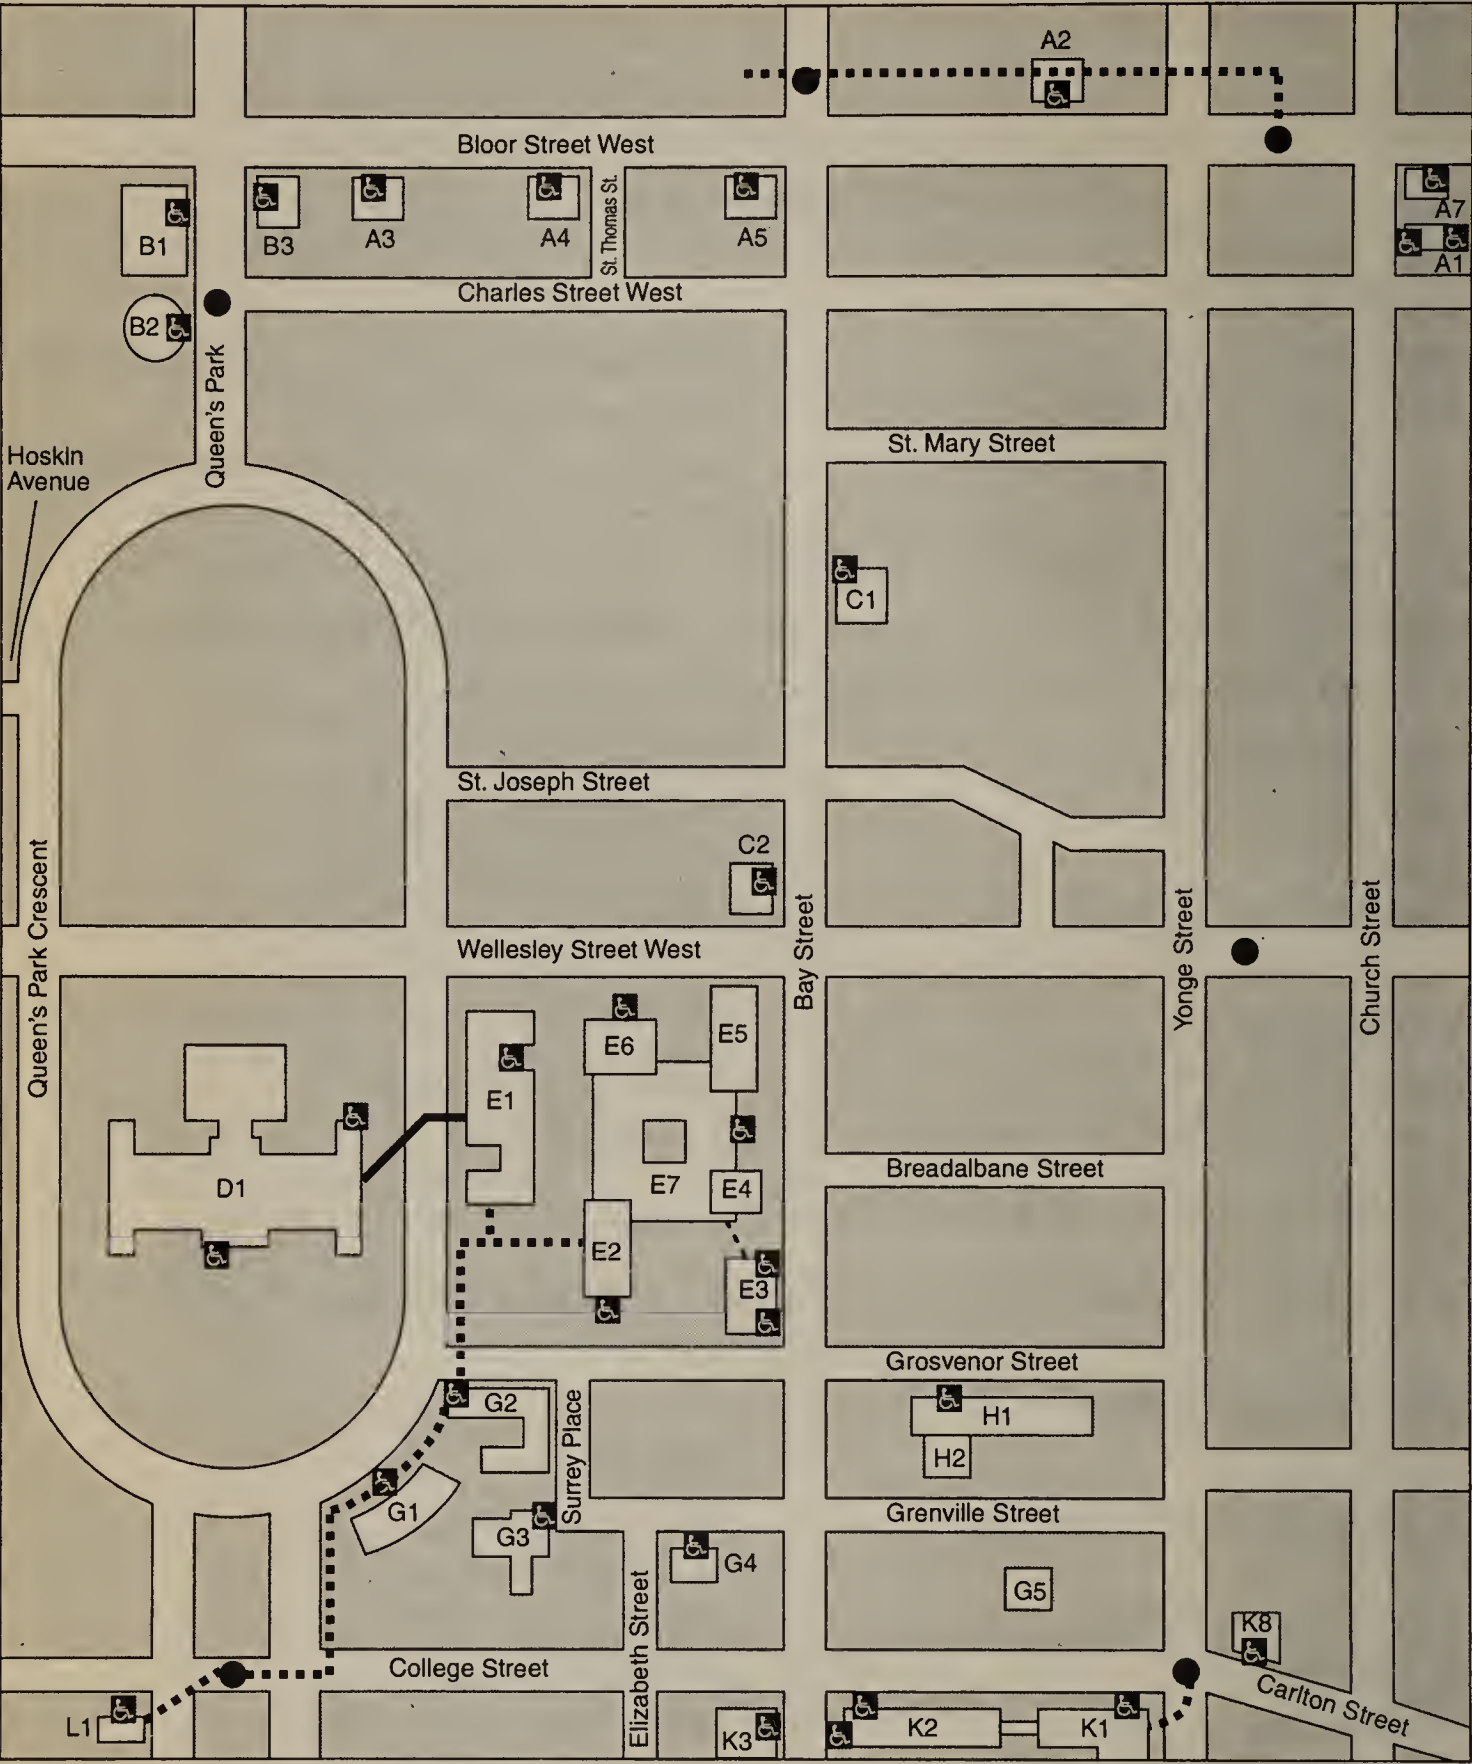 A2
Bloor Street West
B1
B3
A3
A4
St. Thomas St.
A5
A7
A1
Charles Street West
B2
Queen's Park
Hoskin
Avenue
St. Mary Street
C1
St. Joseph Street
C2
Queen's Park Crescent
Wellesley Street West
Bay Street
Yonge Street
Church Street
E6
E5
E1
E7
E4
D1
Breadalbane Street
E2
E3
Grosvenor Street
G2
Surrey Place
H1
H2
G1
G3
Grenville Street
G4
G5
Elizabeth Street
K8
College Street
Carlton Street
L1
K3
K2
K1